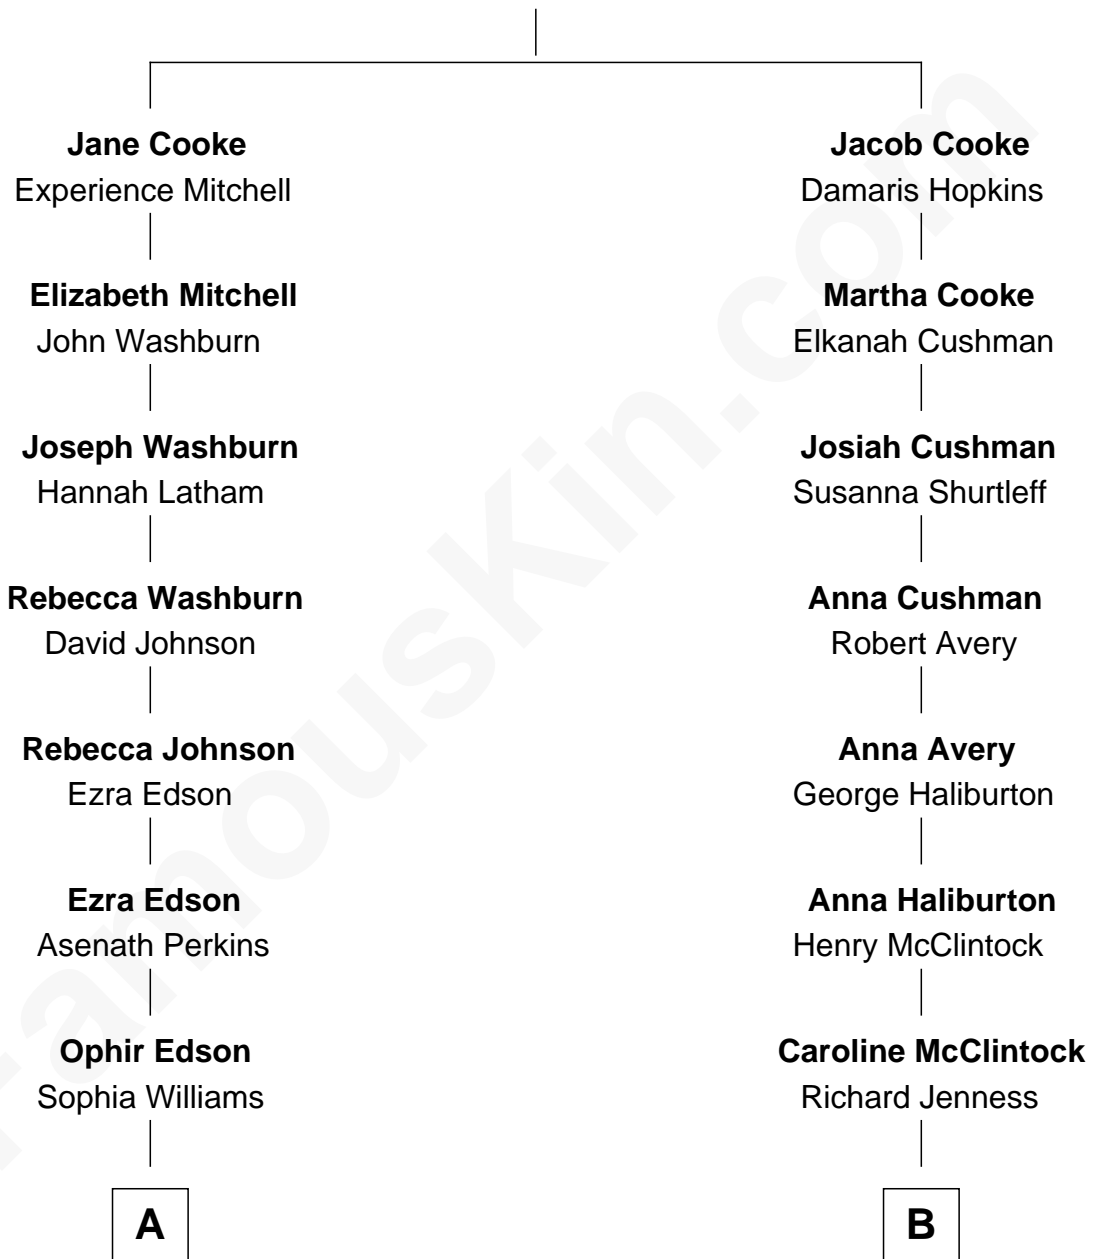 Jane Cooke
Experience Mitchell
Elizabeth Mitchell
John Washburn
Joseph Washburn
Hannah Latham
Rebecca Washburn
David Johnson
Rebecca Johnson
Ezra Edson
Ezra Edson
Asenath Perkins
Ophir Edson
Sophia Williams
A
Jacob Cooke
Damaris Hopkins
Martha Cooke
Elkanah Cushman
Josiah Cushman
Susanna Shurtleff
Anna Cushman
Robert Avery
Anna Avery
George Haliburton
Anna Haliburton
Henry McClintock
Caroline McClintock
Richard Jenness
B
FamousKin.com